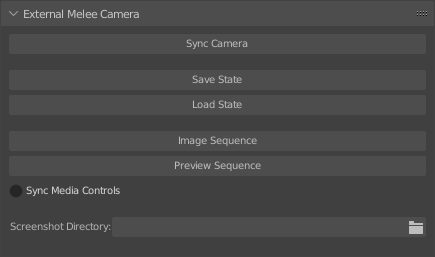 External Melee Camera
Sync Camera
Save State
Load State
Image Sequence
Preview Sequence
Sync Media Controls
Screenshot Directory: